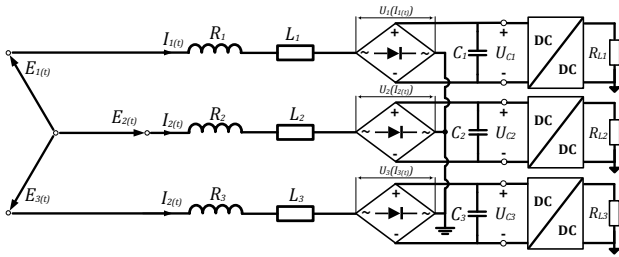 U1(I1(t))
I1(t) R1 L1 ~ + - ~ C1 UC1 DC DC RL1
E1(t)
U2(I2(t))
E2(t) I2(t) R2 L2 ~ + - ~ C2 UC2 DC DC RL2
U3(I3(t))
E3(t) I2(t) R3 L3 ~ + - ~ C3 UC3 DC DC RL3